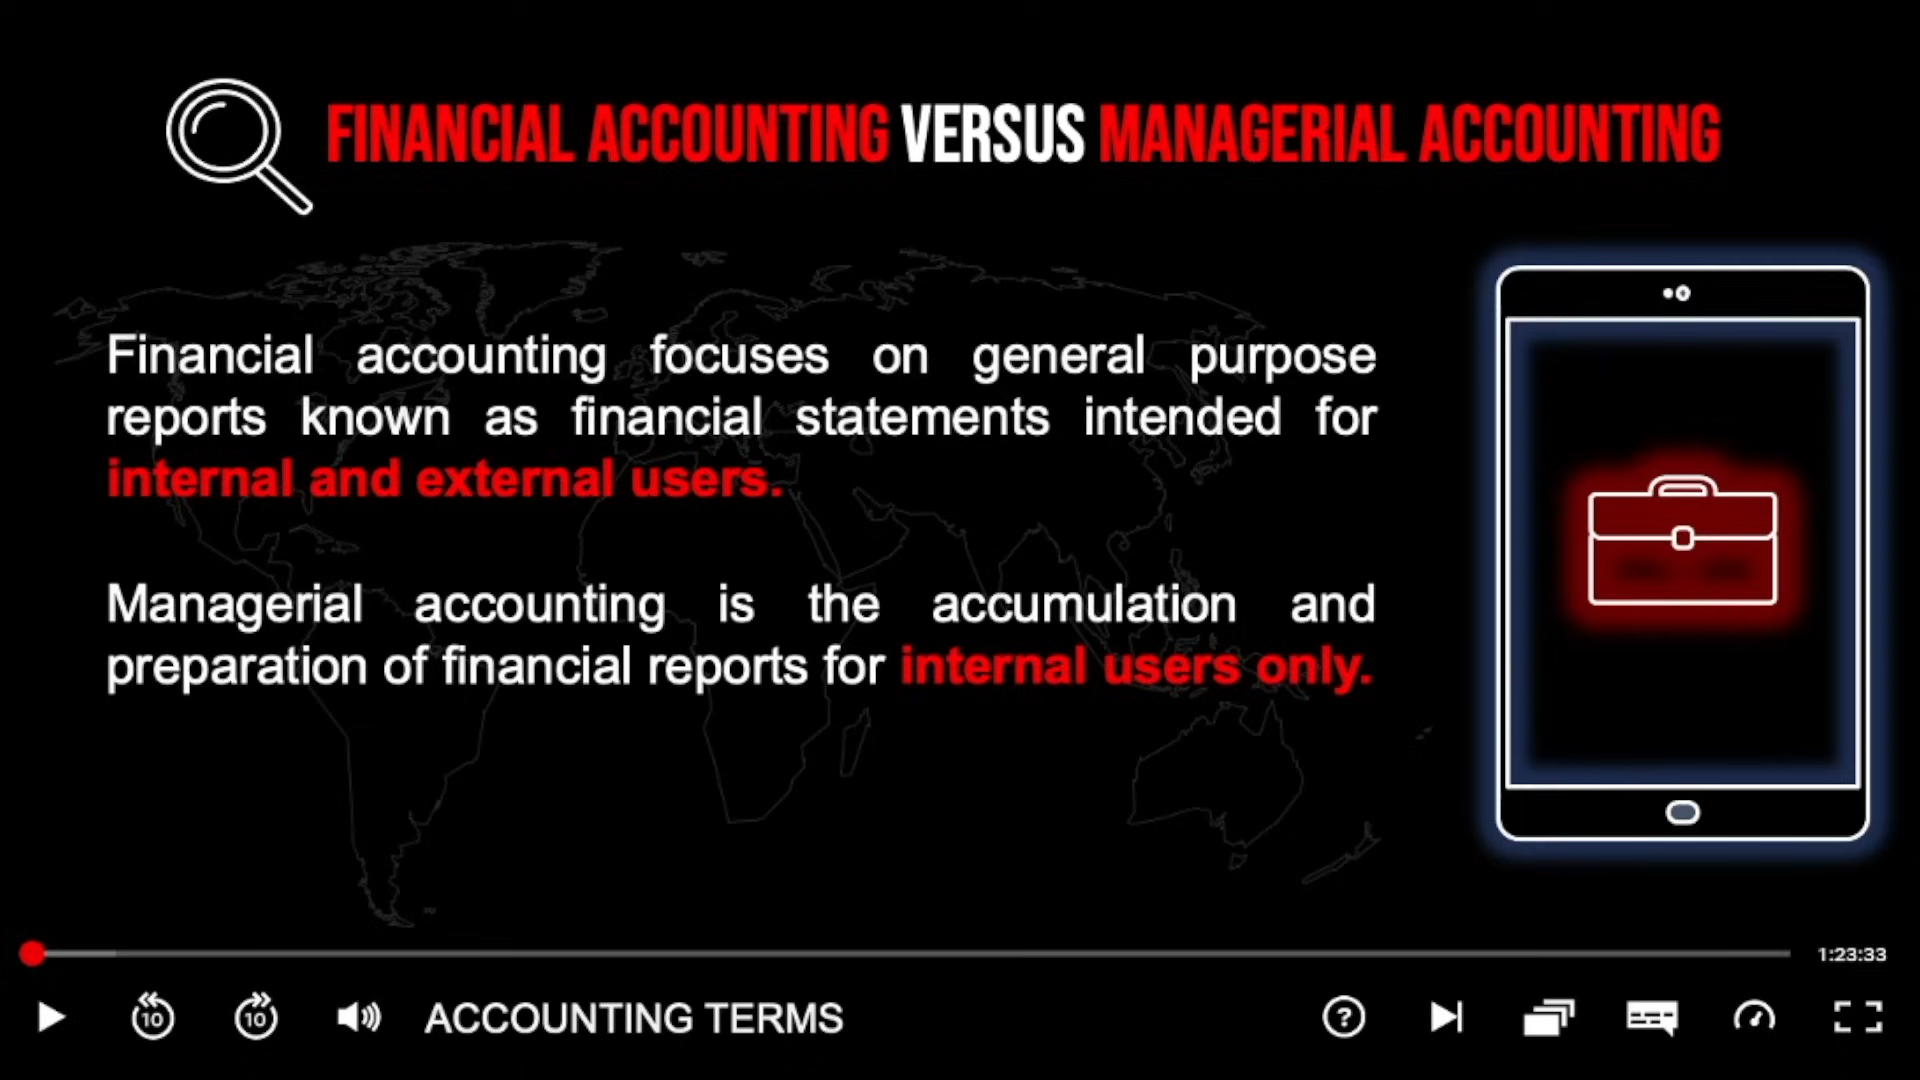 FINANCIAL ACCOUNTING VERSUS MANAGERIAL ACCOUNTING
Financial accounting focuses on general purpose
reports known as financial statements intended for
internal and external users.
Managerial accounting is the accumulation and
preparation of financial reports for internal users only.
1:23:33
10
10
ACCOUNTING TERMS
?